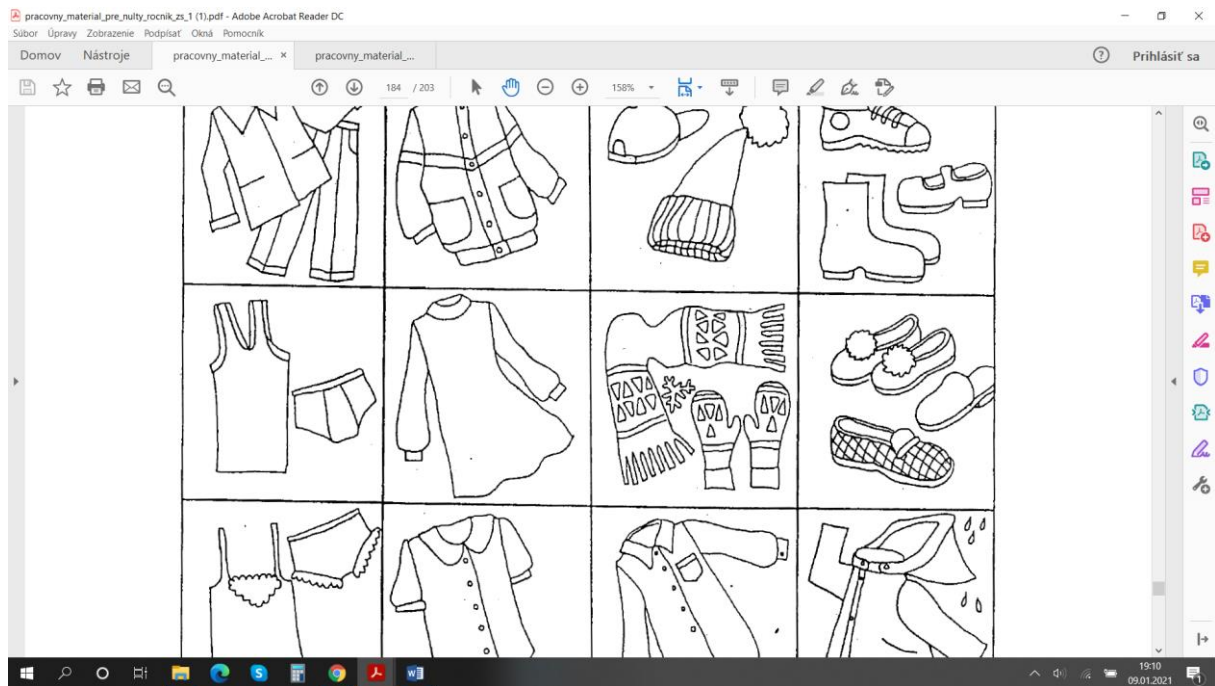 pracovny_material_pre_nulty_rocnik_zs_1 (1).pdf - Adobe Acrobat Reader DC
Súbor Úpravy Zobrazenie Podpísať Okná Pomocník
Domov Nástroje pracovny_material_... × pracovny_material_... Prihlásiť sa
184 / 203 158%
19:10
09.01.2021